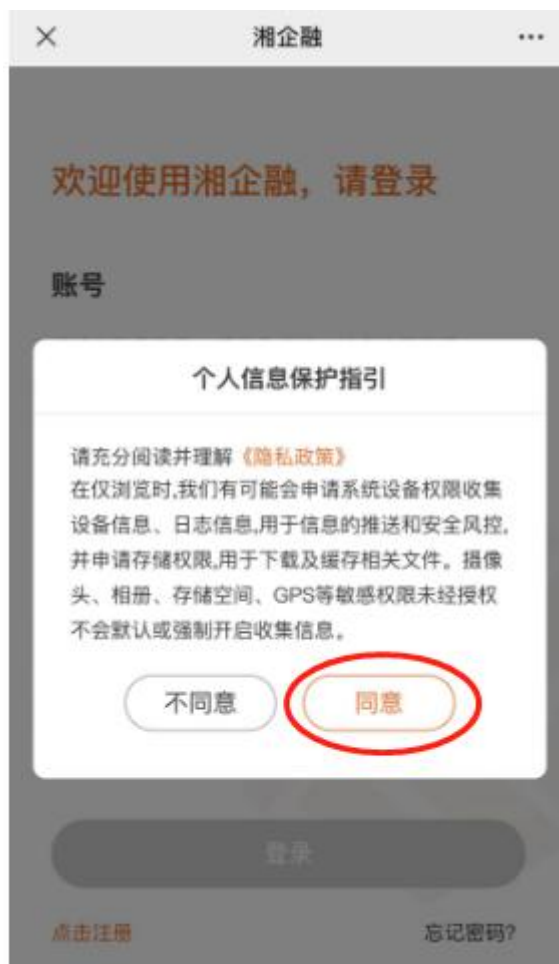 湘企融
欢迎使用湘企融，请登录
账号
个人信息保护指引
请充分阅读并理解《隐私政策》
在仅浏览时,我们有可能会申请系统设备权限收集
设备信息、日志信息,用于信息的推送和安全风控,
并申请存储权限,用于下载及缓存相关文件。摄像
头、相册、存储空间、GPS等敏感权限未经授权
不会默认或强制开启收集信息。
不同意
同意
登录
点击注册
忘记密码?